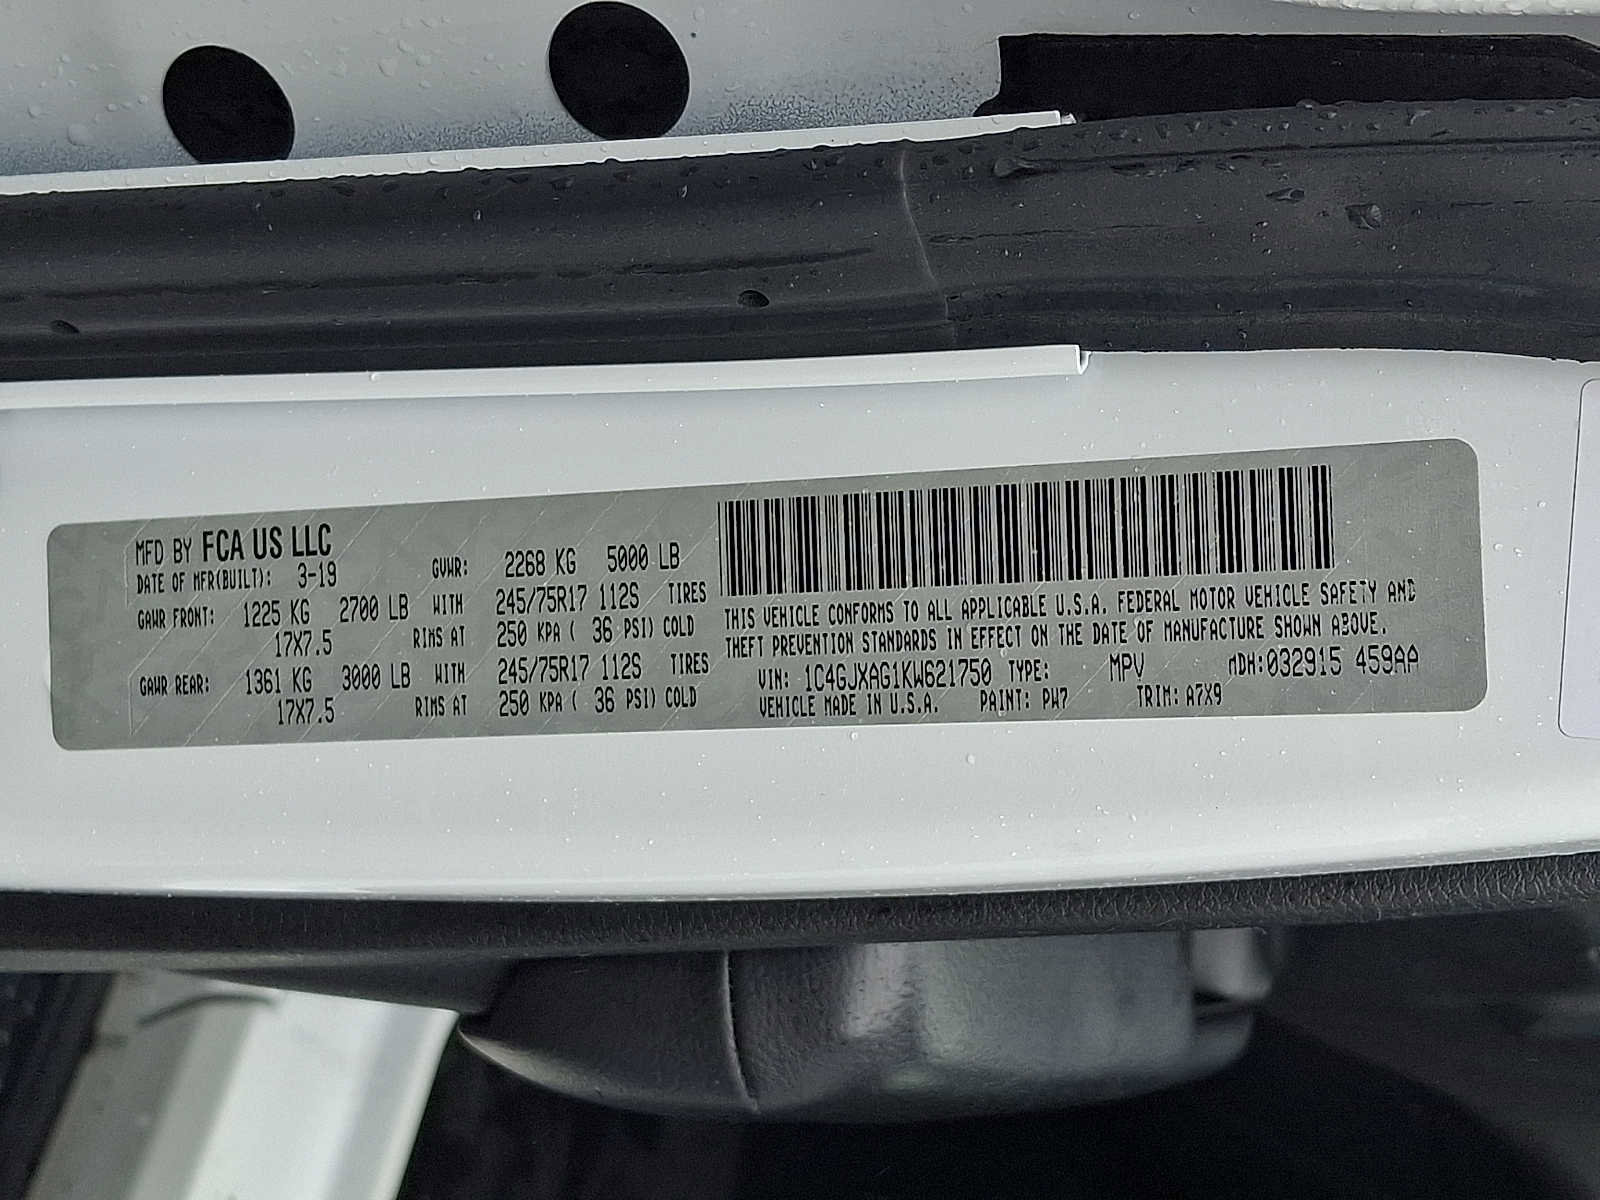 MFD BY FCA US LLC
DATE OF MFR(BUILT): 3-19 GVWR: 2268 KG 5000 LB
GAWR FRONT: 1225 KG 2700 LB WITH 245/75R17 112S TIRES
17X7.5 RIMS AT 250 KPA ( 36 PSI) COLD
GAWR REAR: 1361 KG 3000 LB WITH 245/75R17 112S TIRES
17X7.5 RIMS AT 250 KPA ( 36 PSI) COLD
THIS VEHICLE CONFORMS TO ALL APPLICABLE U.S.A. FEDERAL MOTOR VEHICLE SAFETY AND
THEFT PREVENTION STANDARDS IN EFFECT ON THE DATE OF MANUFACTURE SHOWN ABOVE.
VIN: 1C4GJXAG1KW621750 TYPE: MPV MDH:032915 459AA
VEHICLE MADE IN U.S.A. PAINT: PW7 TRIM: A7X9